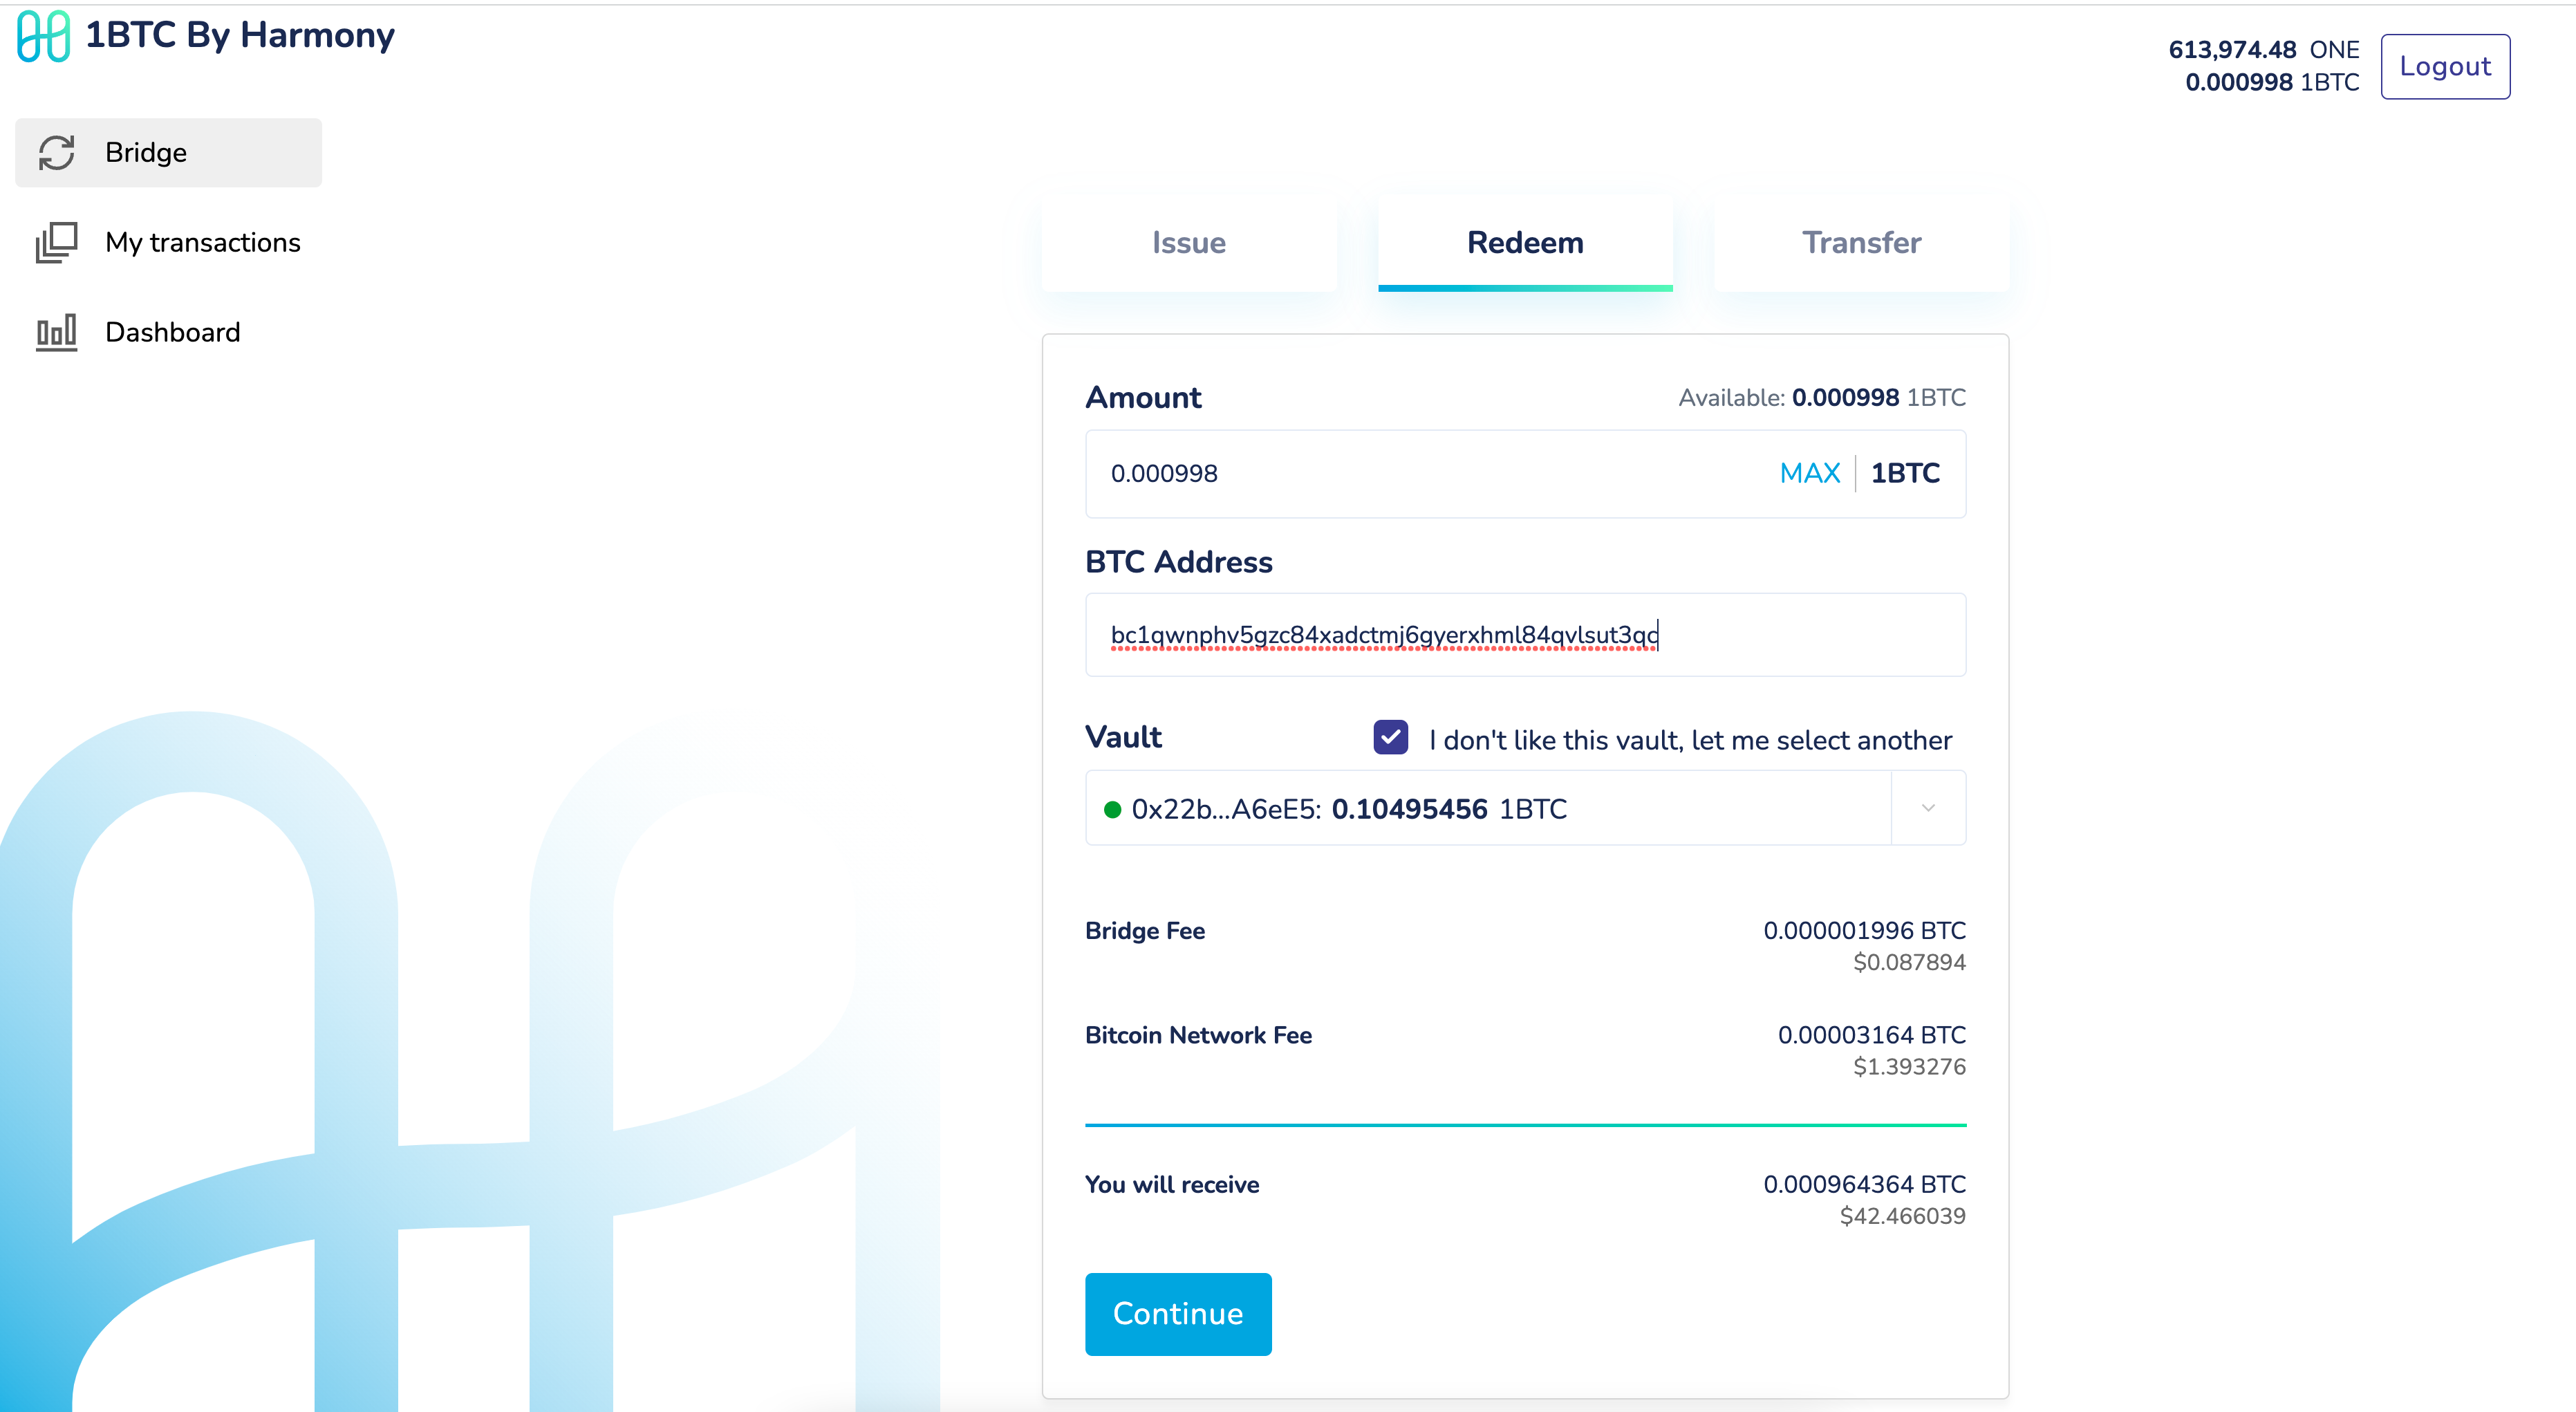 1BTC By Harmony
613,974.48 ONE
0.000998 1BTC
Logout
Bridge
My transactions
Dashboard
Issue
Redeem
Transfer
Amount
Available: 0.000998 1BTC
0.000998
MAX
1BTC
BTC Address
bc1qwnphv5gzc84xadctmj6gyerxhml84qvlsut3qc
Vault
I don't like this vault, let me select another
0x22b...A6eE5: 0.10495456 1BTC
Bridge Fee
0.000001996 BTC
$0.087894
Bitcoin Network Fee
0.00003164 BTC
$1.393276
You will receive
0.000964364 BTC
$42.466039
Continue